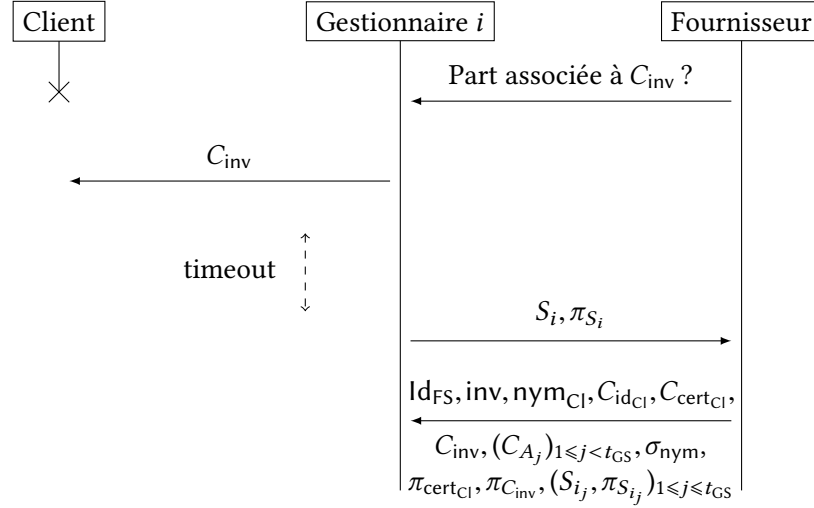 Client Gestionnaire i Fournisseur
Part associée à C_inv ?
C_inv
timeout
S_i, π_{S_i}
Id_FS, inv, nym_Cl, C_{id_Cl}, C_{cert_Cl},
C_inv, (C_{A_j})_{1⩽j<t_GS}, σ_nym,
π_{cert_Cl}, π_{C_inv}, (S_{i_j}, π_{S_{i_j}})_{1⩽j⩽t_GS}